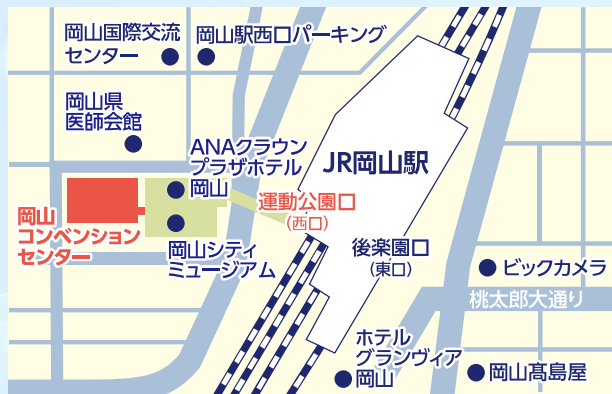 岡山国際交流
センター
岡山駅西口パーキング
岡山県
医師会館
ANAクラウン
プラザホテル
岡山
JR岡山駅
運動公園口
(西口)
岡山
コンベンション
センター
岡山シティ
ミュージアム
後楽園口
(東口)
ビックカメラ
桃太郎大通り
ホテル
グランヴィア
岡山
岡山髙島屋